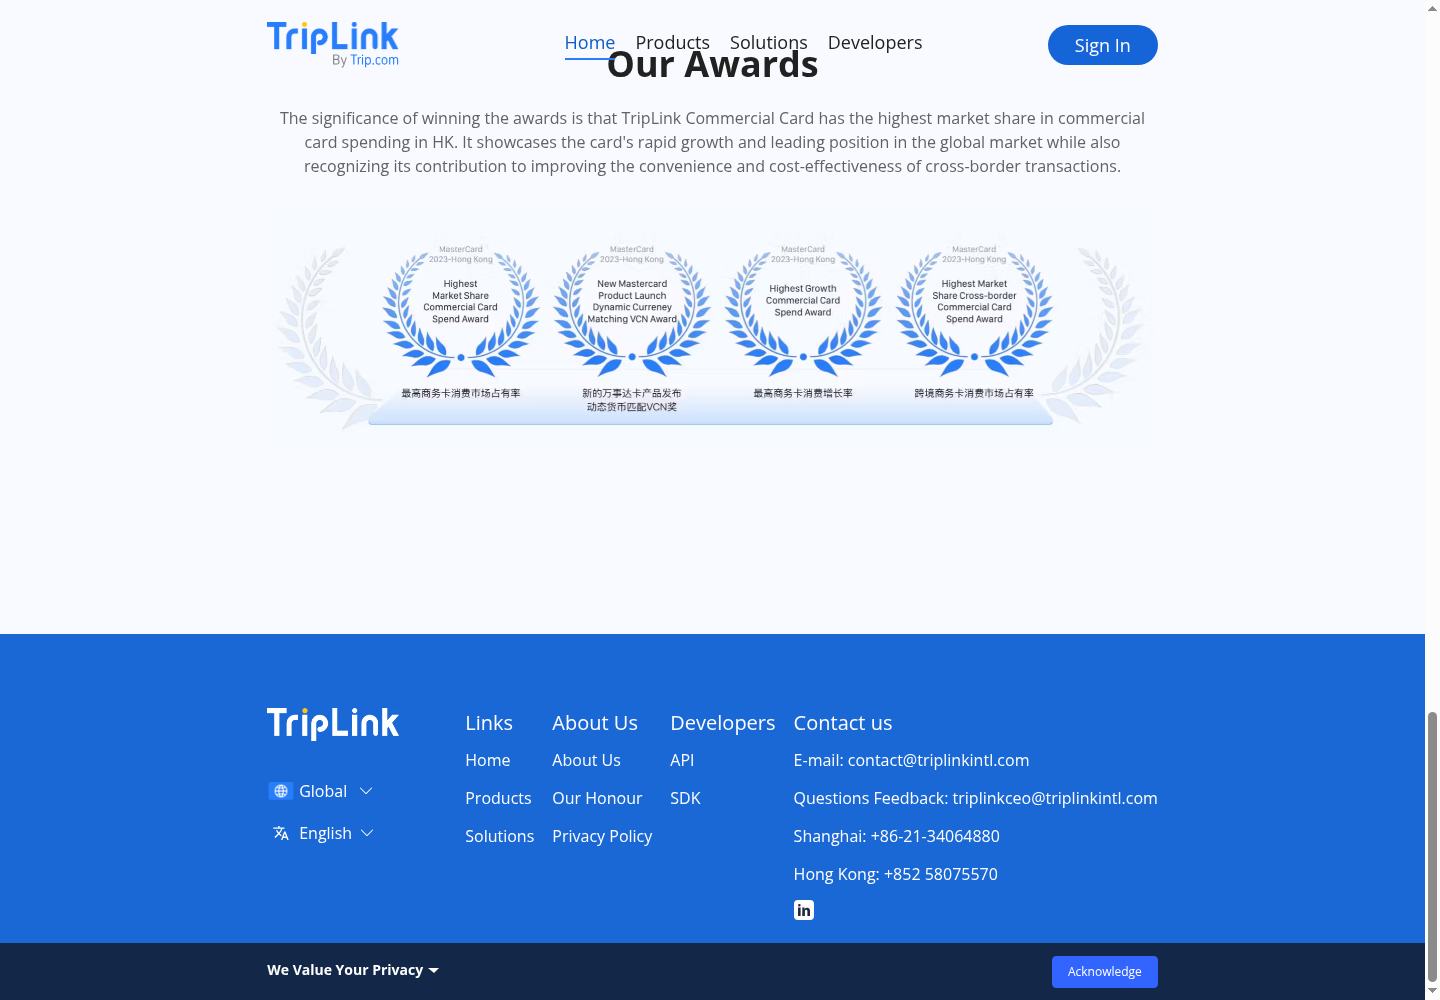 TripLink
By Trip.com
Home Products Solutions Developers
Sign In
Our Awards
The significance of winning the awards is that TripLink Commercial Card has the highest market share in commercial
card spending in HK. It showcases the card's rapid growth and leading position in the global market while also
recognizing its contribution to improving the convenience and cost-effectiveness of cross-border transactions.
MasterCard
2023-Hong Kong
Highest
Market Share
Commercial Card
Spend Award
最高商务卡消费市场占有率
MasterCard
2023-Hong Kong
New Mastercard
Product Launch
Dynamic Curreney
Matching VCN Award
新的万事达卡产品发布
动态货币匹配VCN奖
MasterCard
2023-Hong Kong
Highest Growth
Commercial Card
Spend Award
最高商务卡消费增长率
MasterCard
2023-Hong Kong
Highest Market
Share Cross-border
Commercial Card
Spend Award
跨境商务卡消费市场占有率
TripLink
Global
English
Links
Home
Products
Solutions
About Us
About Us
Our Honour
Privacy Policy
Developers
API
SDK
Contact us
E-mail: contact@triplinkintl.com
Questions Feedback: triplinkceo@triplinkintl.com
Shanghai: +86-21-34064880
Hong Kong: +852 58075570
in
We Value Your Privacy
Acknowledge